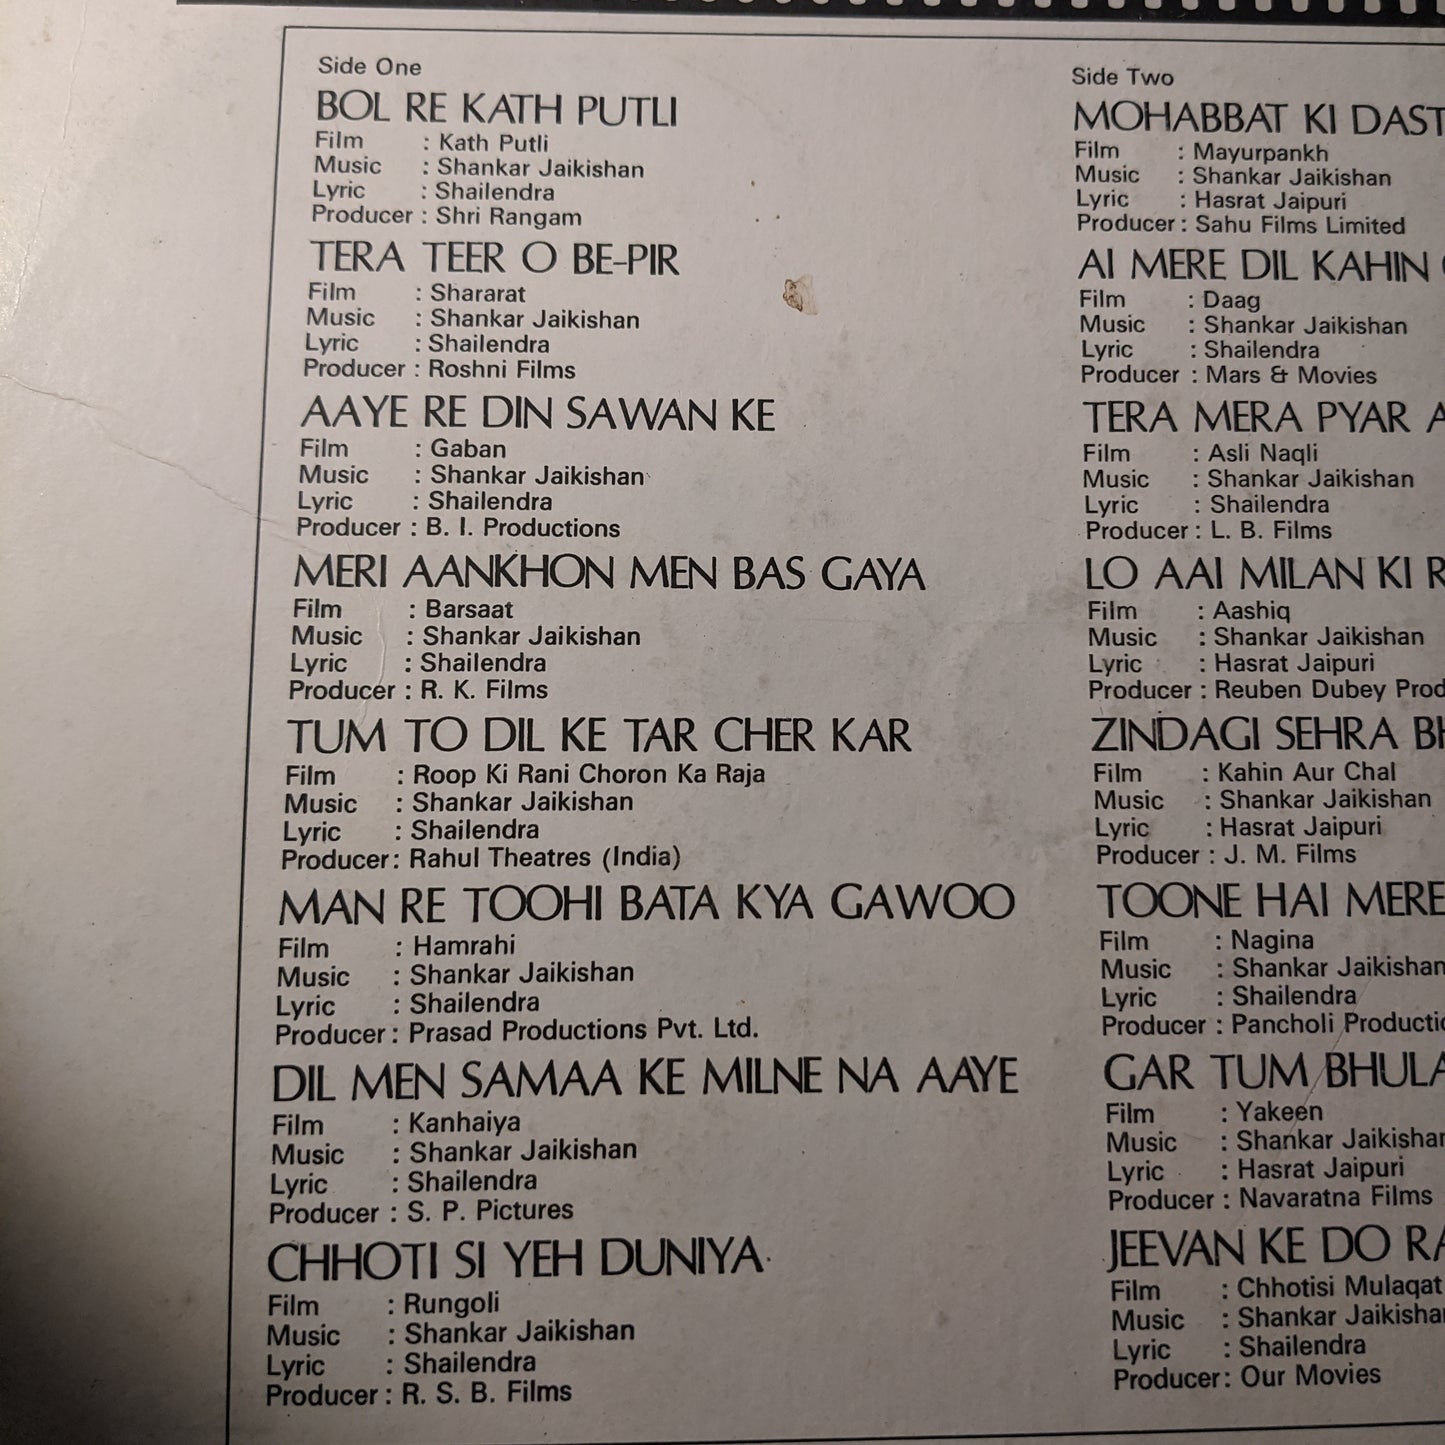 Side One
BOL RE KATH PUTLI
Film : Kath Putli
Music : Shankar Jaikishan
Lyric : Shailendra
Producer : Shri Rangam
TERA TEER O BE-PIR
Film : Shararat
Music : Shankar Jaikishan
Lyric : Shailendra
Producer : Roshni Films
AAYE RE DIN SAWAN KE
Film : Gaban
Music : Shankar Jaikishan
Lyric : Shailendra
Producer : B. I. Productions
MERI AANKHON MEN BAS GAYA
Film : Barsaat
Music : Shankar Jaikishan
Lyric : Shailendra
Producer : R. K. Films
TUM TO DIL KE TAR CHER KAR
Film : Roop Ki Rani Choron Ka Raja
Music : Shankar Jaikishan
Lyric : Shailendra
Producer : Rahul Theatres (India)
MAN RE TOOHI BATA KYA GAWOO
Film : Hamrahi
Music : Shankar Jaikishan
Lyric : Shailendra
Producer : Prasad Productions Pvt. Ltd.
DIL MEN SAMAA KE MILNE NA AAYE
Film : Kanhaiya
Music : Shankar Jaikishan
Lyric : Shailendra
Producer : S. P. Pictures
CHHOTI SI YEH DUNIYA
Film : Rungoli
Music : Shankar Jaikishan
Lyric : Shailendra
Producer : R. S. B. Films
Side Two
MOHABBAT KI DAST
Film : Mayurpankh
Music : Shankar Jaikishan
Lyric : Hasrat Jaipuri
Producer : Sahu Films Limited
AI MERE DIL KAHIN
Film : Daag
Music : Shankar Jaikishan
Lyric : Shailendra
Producer : Mars & Movies
TERA MERA PYAR A
Film : Asli Naqli
Music : Shankar Jaikishan
Lyric : Shailendra
Producer : L. B. Films
LO AAI MILAN KI R
Film : Aashiq
Music : Shankar Jaikishan
Lyric : Hasrat Jaipuri
Producer : Reuben Dubey Prod
ZINDAGI SEHRA BH
Film : Kahin Aur Chal
Music : Shankar Jaikishan
Lyric : Hasrat Jaipuri
Producer : J. M. Films
TOONE HAI MERE
Film : Nagina
Music : Shankar Jaikishan
Lyric : Shailendra
Producer : Pancholi Productio
GAR TUM BHULA
Film : Yakeen
Music : Shankar Jaikishan
Lyric : Hasrat Jaipuri
Producer : Navaratna Films
JEEVAN KE DO RA
Film : Chhotisi Mulaqat
Music : Shankar Jaikishan
Lyric : Shailendra
Producer : Our Movies